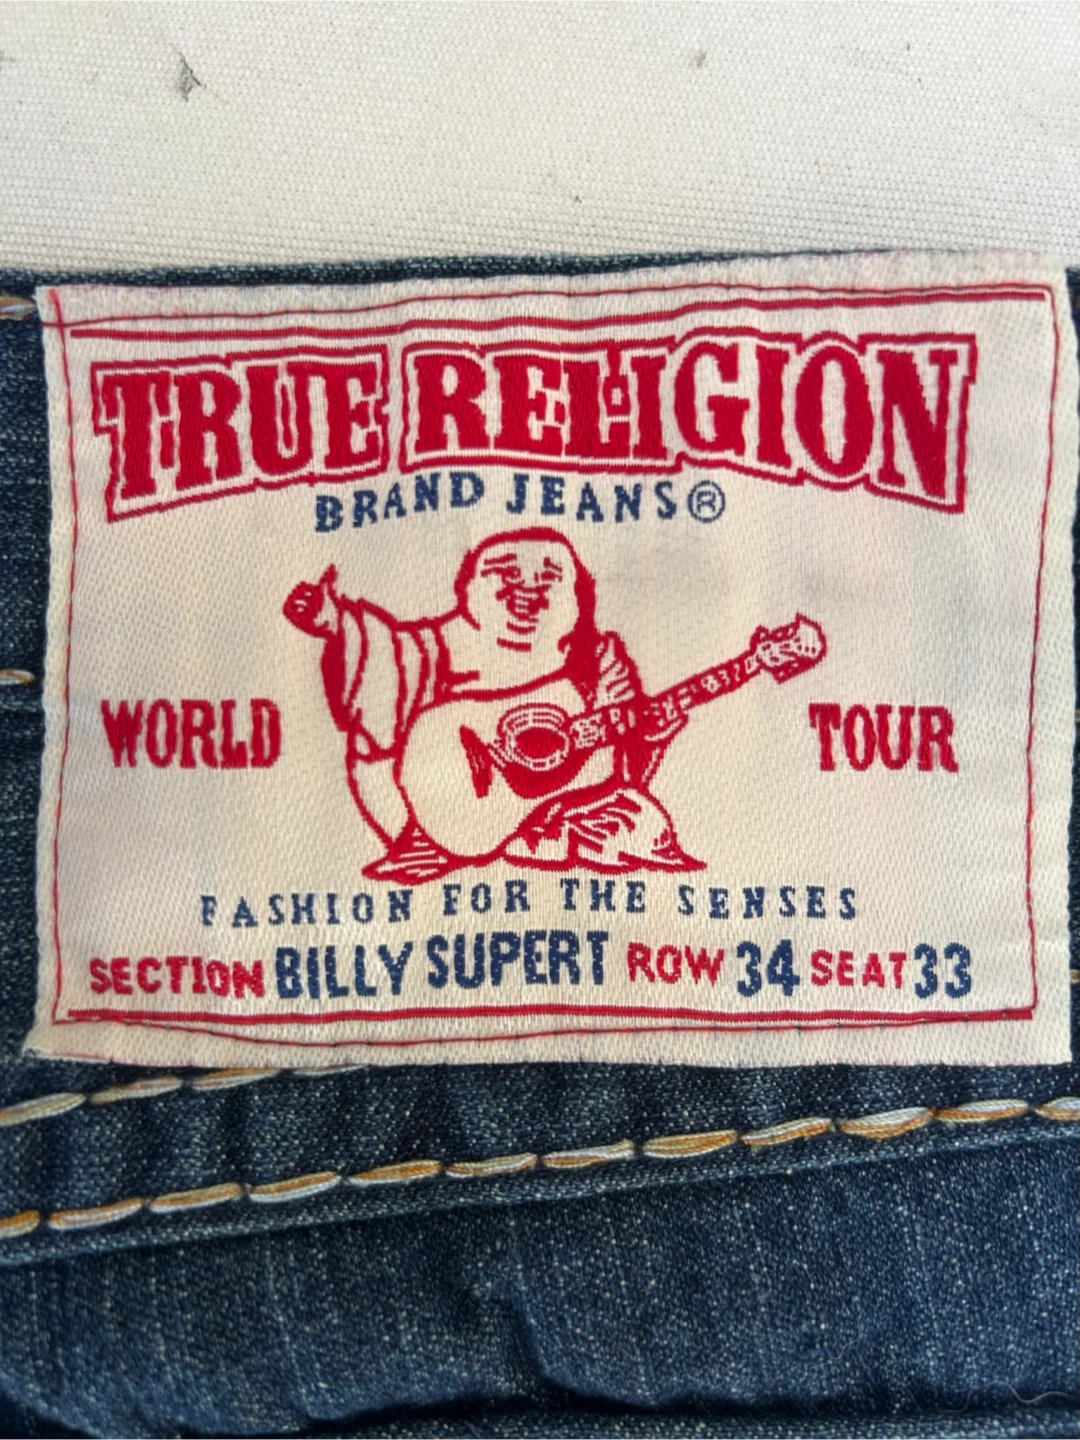 TRUE RELIGION
BRAND JEANS®
WORLD TOUR
FASHION FOR THE SENSES
SECTION BILLY SUPERT ROW 34 SEAT 33